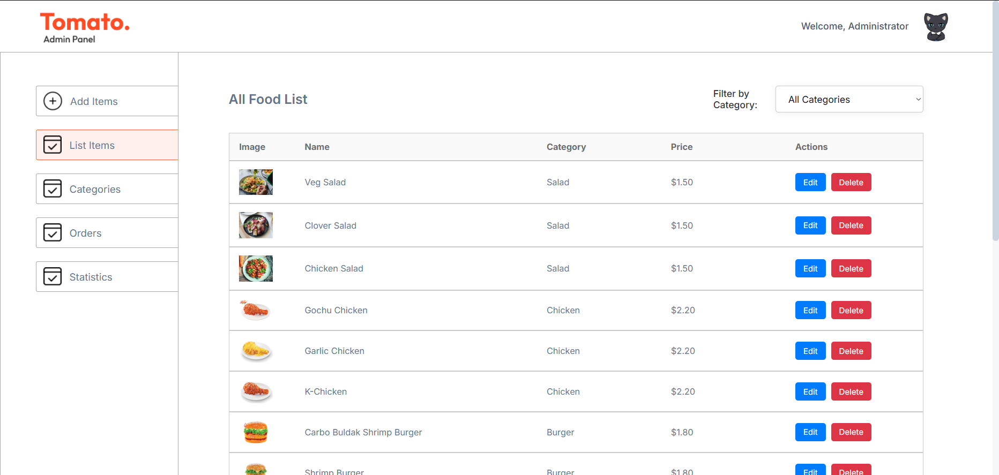 Tomato.
Admin Panel
Welcome, Administrator
Add Items
List Items
Categories
Orders
Statistics
All Food List
Filter by
Category:
All Categories
Image Name Category Price Actions
Veg Salad Salad $1.50 Edit Delete
Clover Salad Salad $1.50 Edit Delete
Chicken Salad Salad $1.50 Edit Delete
Gochu Chicken Chicken $2.20 Edit Delete
Garlic Chicken Chicken $2.20 Edit Delete
K-Chicken Chicken $2.20 Edit Delete
Carbo Buldak Shrimp Burger Burger $1.80 Edit Delete
Shrimp Burger Burger $1.80 Edit Delete